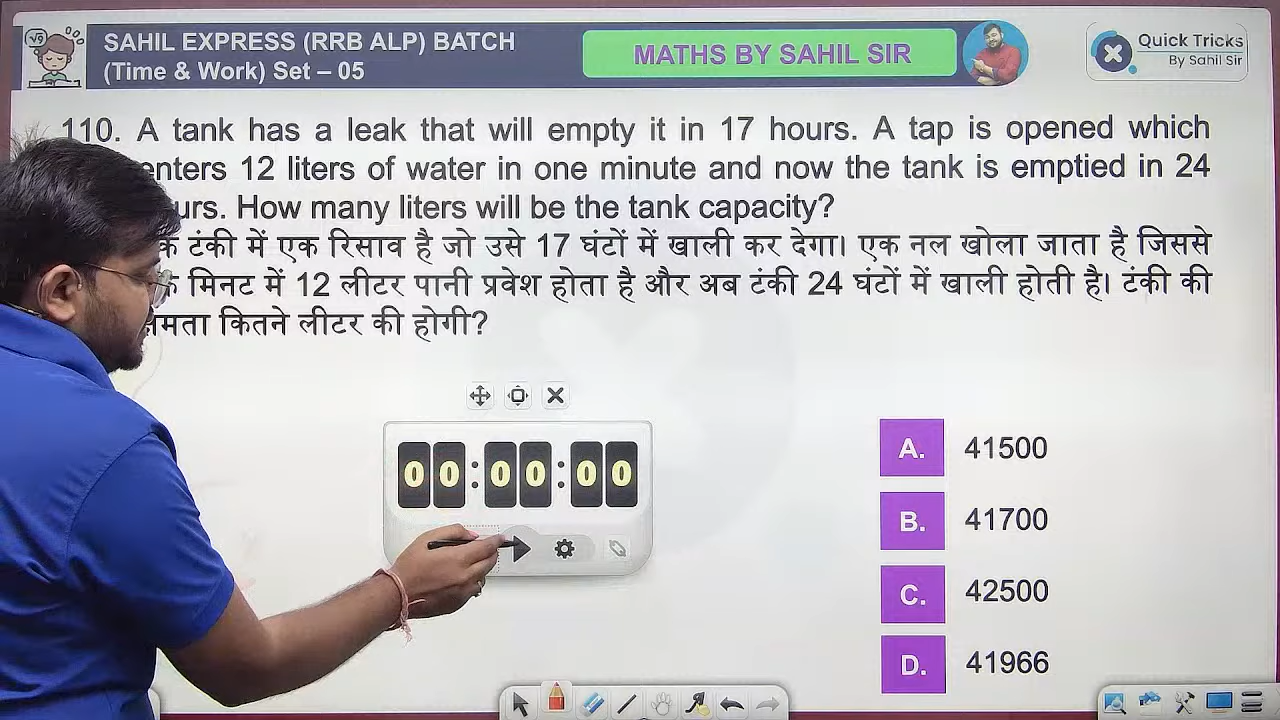 SAHIL EXPRESS (RRB ALP) BATCH
(Time & Work) Set – 05
MATHS BY SAHIL SIR
Quick Tricks
By Sahil Sir
110. A tank has a leak that will empty it in 17 hours. A tap is opened which
enters 12 liters of water in one minute and now the tank is emptied in 24
urs. How many liters will be the tank capacity?
क टंकी में एक रिसाव है जो उसे 17 घंटों में खाली कर देगा। एक नल खोला जाता है जिससे
मिनट में 12 लीटर पानी प्रवेश होता है और अब टंकी 24 घंटों में खाली होती है। टंकी की
क्षमता कितने लीटर की होगी?
00:00:00
A. 41500
B. 41700
C. 42500
D. 41966